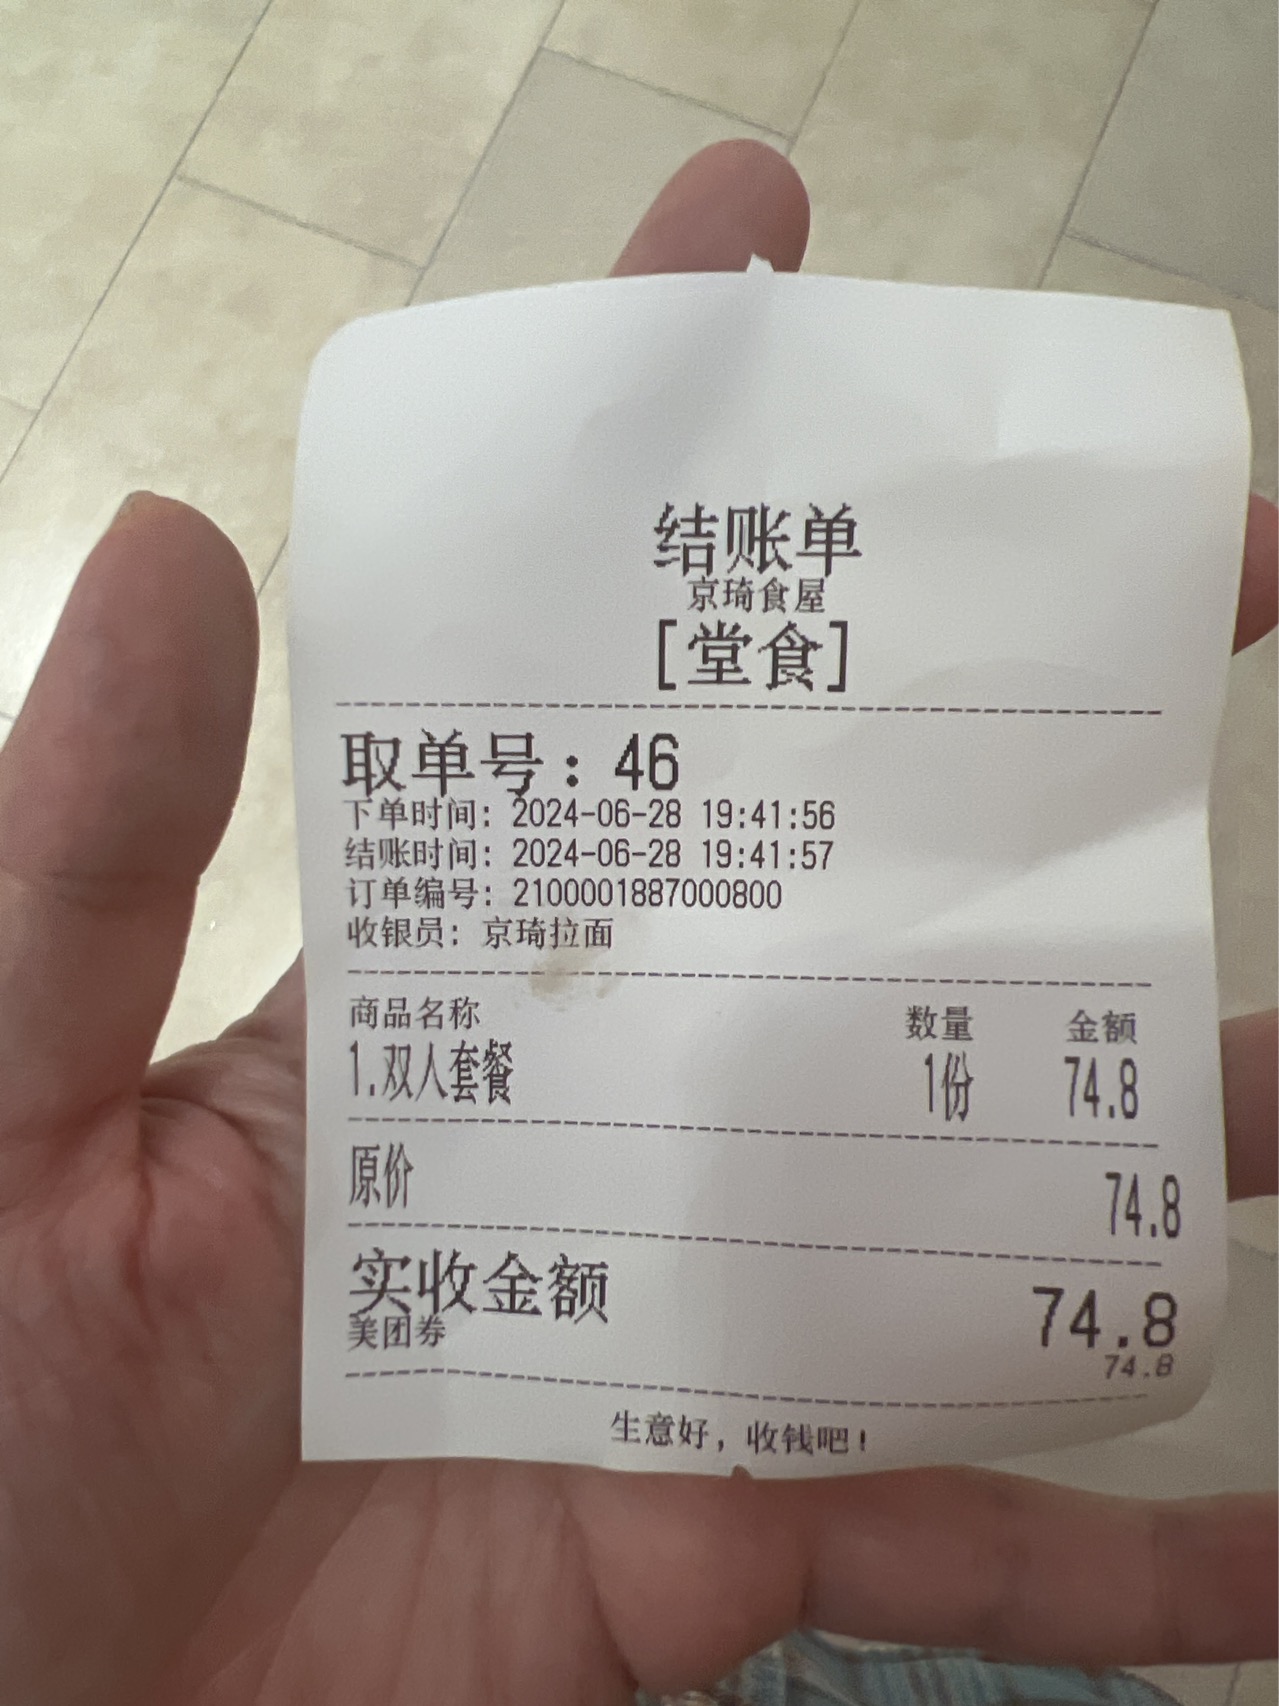 结账单
京琦食屋
[堂食]
取单号：46
下单时间：2024-06-28 19:41:56
结账时间：2024-06-28 19:41:57
订单编号：2100001887000800
收银员：京琦拉面
商品名称 数量 金额
1.双人套餐 1份 74.8
原价 74.8
实收金额 74.8
美团券 74.8
生意好，收钱吧！